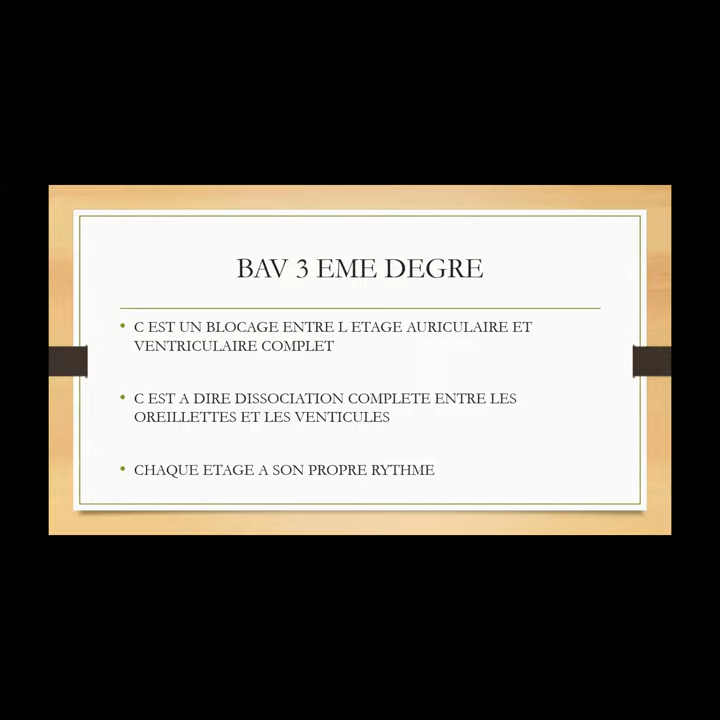 BAV 3 EME DEGRE
• C EST UN BLOCAGE ENTRE L ETAGE AURICULAIRE ET
VENTRICULAIRE COMPLET
• C EST A DIRE DISSOCIATION COMPLETE ENTRE LES
OREILLETTES ET LES VENTICULES
• CHAQUE ETAGE A SON PROPRE RYTHME